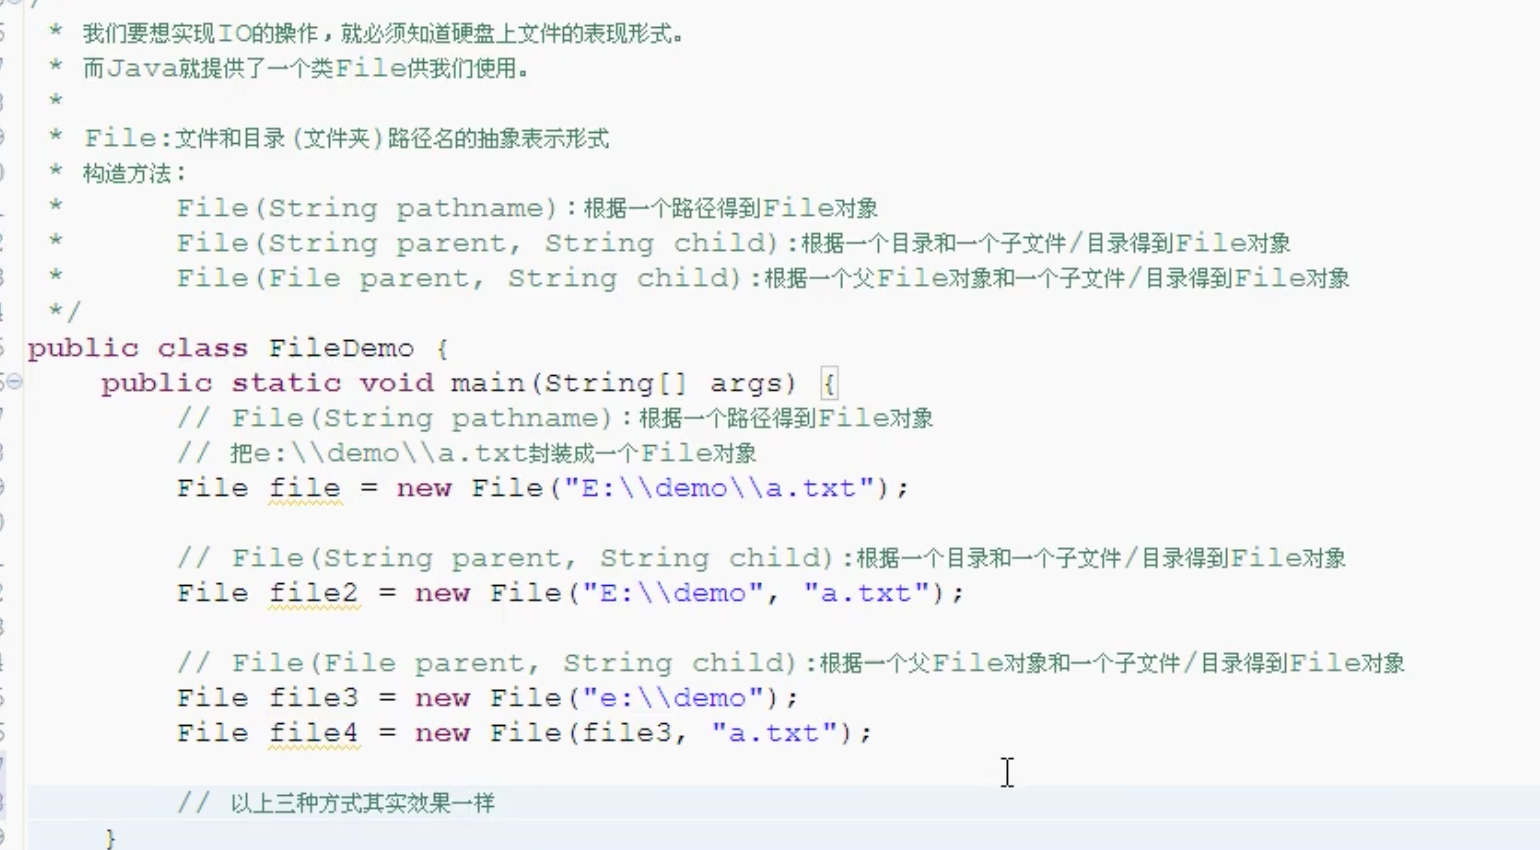 * 我们要想实现IO的操作，就必须知道硬盘上文件的表现形式。
* 而Java就提供了一个类File供我们使用。
*
* File:文件和目录(文件夹)路径名的抽象表示形式
* 构造方法：
* File(String pathname)：根据一个路径得到File对象
* File(String parent, String child):根据一个目录和一个子文件/目录得到File对象
* File(File parent, String child):根据一个父File对象和一个子文件/目录得到File对象
*/
public class FileDemo {
public static void main(String[] args) {
// File(String pathname)：根据一个路径得到File对象
// 把e:\\demo\\a.txt封装成一个File对象
File file = new File("E:\\demo\\a.txt");
// File(String parent, String child):根据一个目录和一个子文件/目录得到File对象
File file2 = new File("E:\\demo", "a.txt");
// File(File parent, String child):根据一个父File对象和一个子文件/目录得到File对象
File file3 = new File("e:\\demo");
File file4 = new File(file3, "a.txt");
// 以上三种方式其实效果一样
}